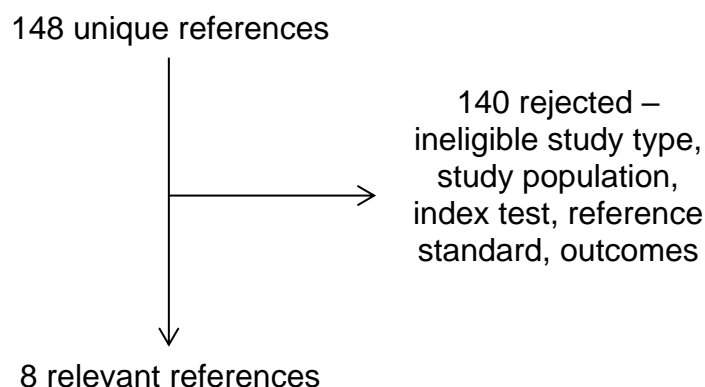 148 unique references
140 rejected –
ineligible study type,
study population,
index test, reference
standard, outcomes
8 relevant references